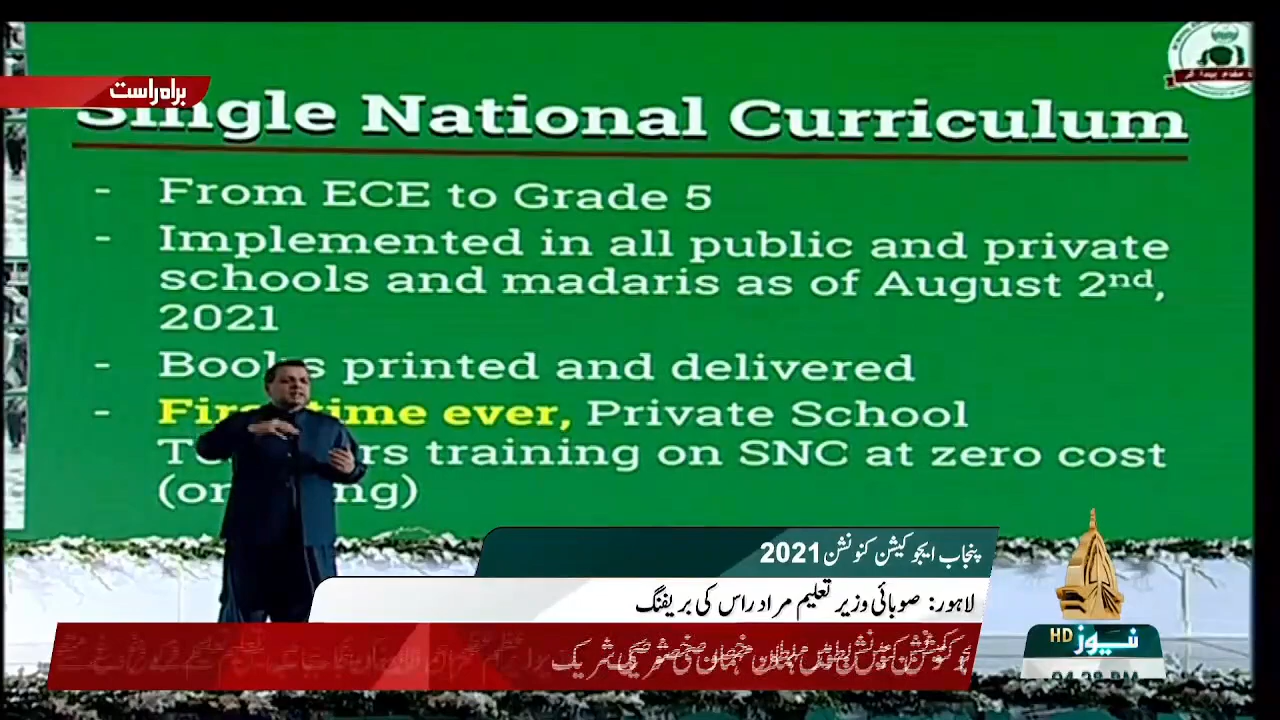 براہ راست
Single National Curriculum
- From ECE to Grade 5
- Implemented in all public and private
schools and madaris as of August 2nd,
2021
- Books printed and delivered
- First time ever, Private School
training on SNC at zero cost
پنجاب ایجوکیشن کنونشن 2021
لاہور: صوبائی وزیر تعلیم مراد راس کی بریفنگ
شریک
نیوز HD